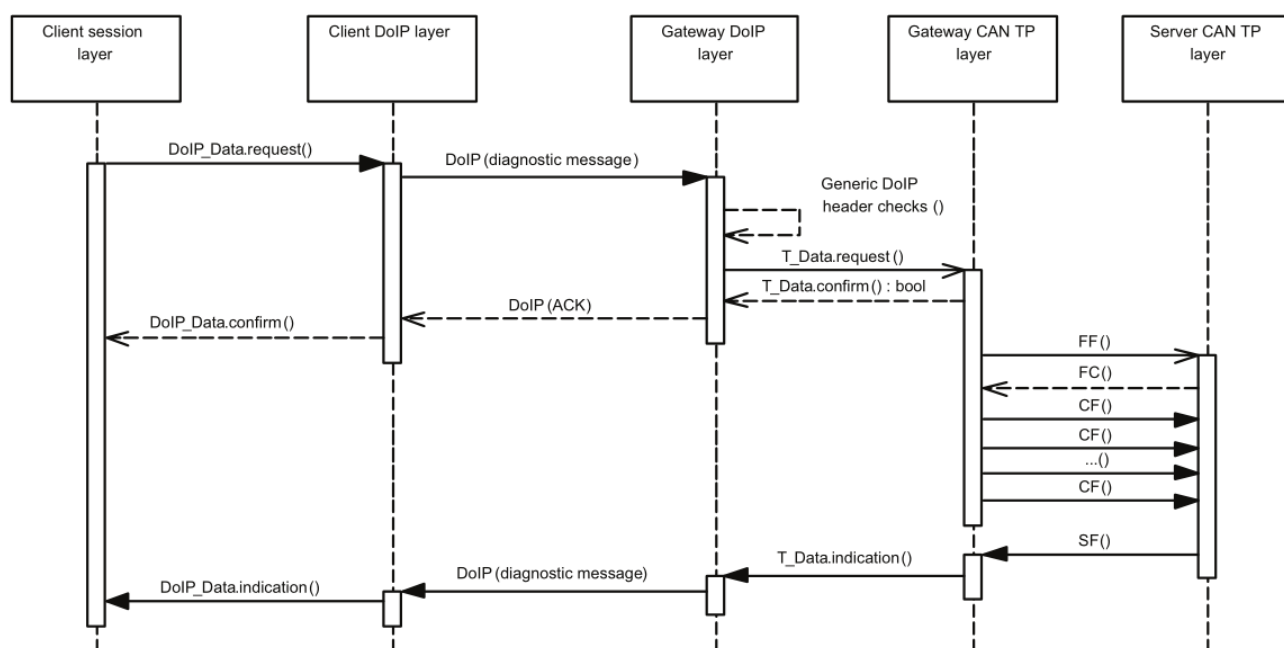 Client session
layer
Client DoIP layer
Gateway DoIP
layer
Gateway CAN TP
layer
Server CAN TP
layer
DoIP_Data.request()
DoIP (diagnostic message)
Generic DoIP
header checks ()
T_Data.request()
T_Data.confirm() : bool
DoIP (ACK)
DoIP_Data.confirm()
FF()
FC()
CF()
CF()
...()
CF()
SF()
T_Data.indication()
DoIP (diagnostic message)
DoIP_Data.indication()